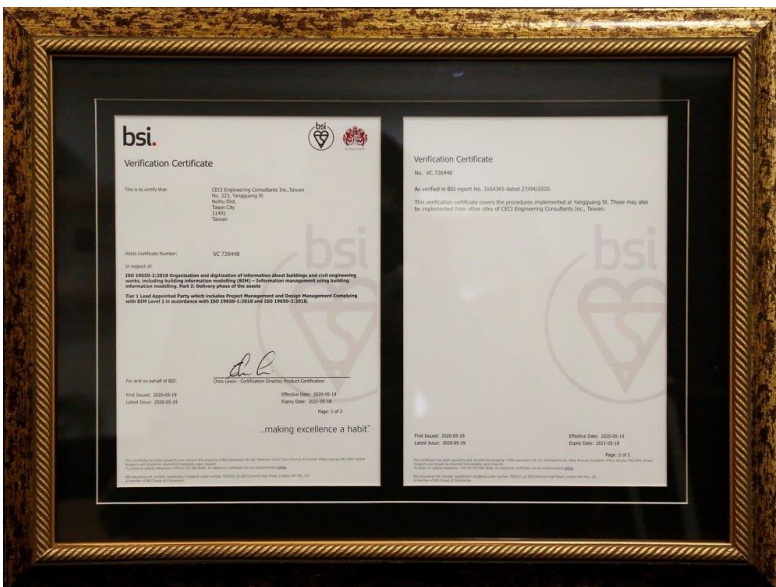 bsi.
bsi
Verification Certificate
This is to certify that:
CECI Engineering Consultants Inc.,Taiwan
No. 323, Yangguang St.
Neihu Dist.
Taipei City
11491
Taiwan
Holds Certificate Number:
VC 726448
In respect of:
ISO 19650-2:2018 Organization and digitization of information about buildings and civil engineering
works, including building information modelling (BIM) – Information management using building
information modelling. Part 2: Delivery phase of the assets
Tier 1 Lead Appointed Party which includes Project Management and Design Management Complying
with BIM Level 2 in accordance with ISO 19650-1:2018 and ISO 19650-2:2018.
bsi
For and on behalf of BSI:
Chris Lewis - Certification Director, Product Certification
First Issued: 2020-05-19
Effective Date: 2020-05-19
Latest Issue: 2020-05-19
Expiry Date: 2021-05-18
Page: 1 of 2
...making excellence a habit.
Verification Certificate
No. VC 726448
As verified in BSI report No. 3164365 dated 27/04/2020.
This verification certificate covers the procedures implemented at Yangguang St. These may also
be implemented from other sites of CECI Engineering Consultants Inc., Taiwan.
bsi
First Issued: 2020-05-19
Effective Date: 2020-05-19
Latest Issue: 2020-05-19
Expiry Date: 2021-05-18
Page: 2 of 2